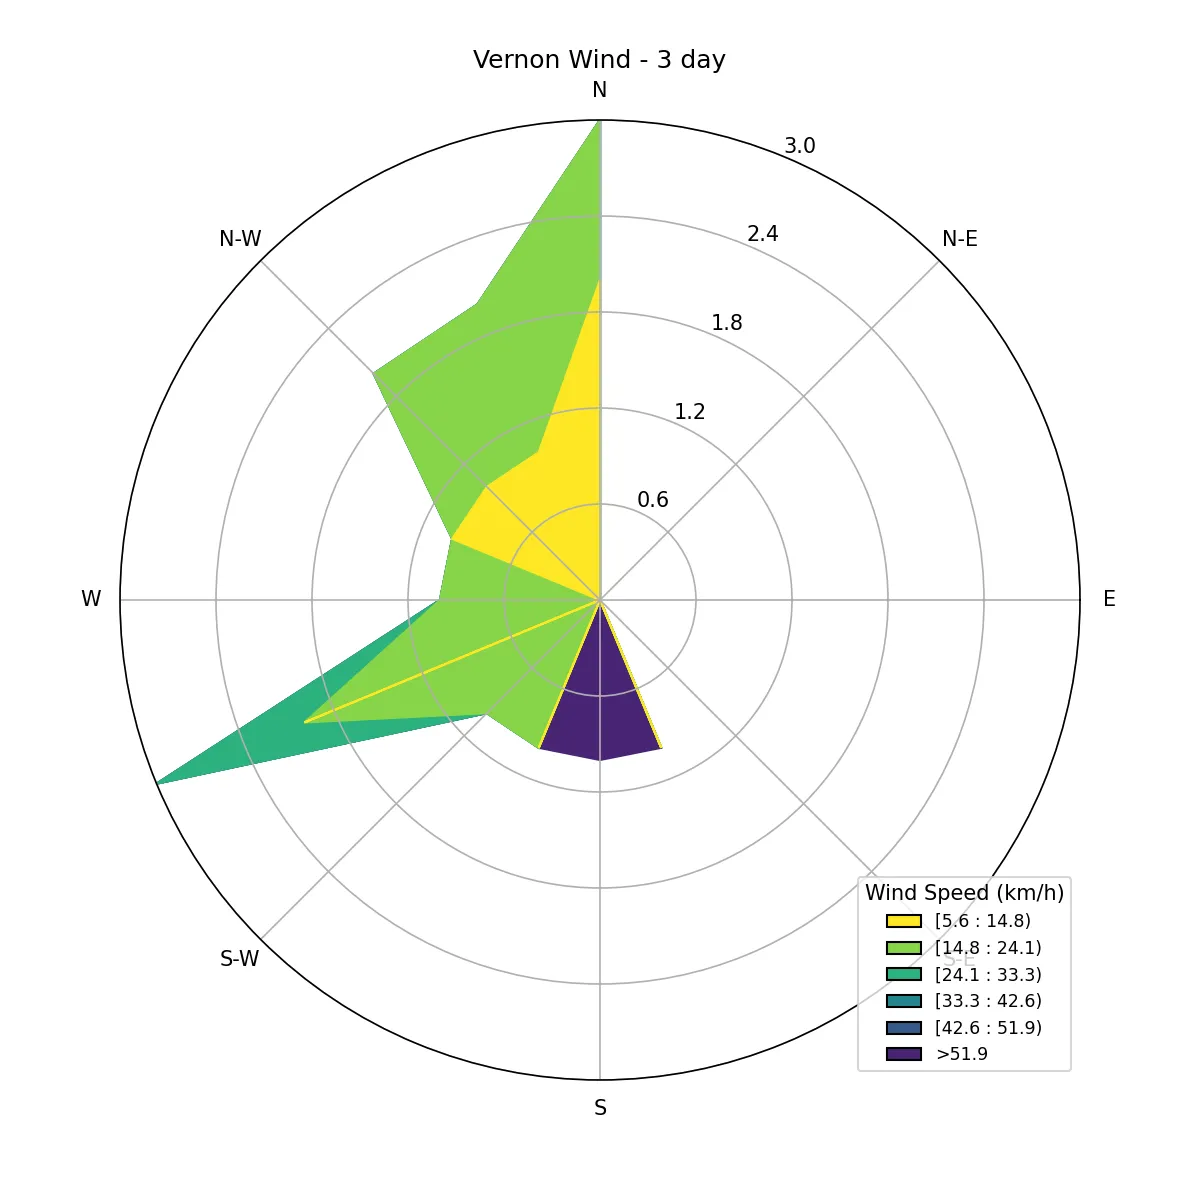 Vernon Wind - 3 day
N
3.0
N-W
N-E
2.4
1.8
1.2
0.6
W
E
S-W
S-E
S
Wind Speed (km/h)
[5.6 : 14.8)
[14.8 : 24.1)
[24.1 : 33.3)
[33.3 : 42.6)
[42.6 : 51.9)
>51.9